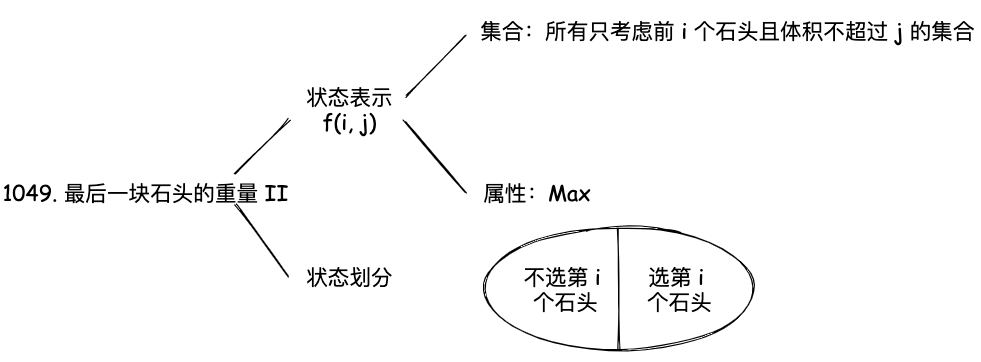 集合：所有只考虑前 i 个石头且体积不超过 j 的集合
状态表示
f(i, j)
1049. 最后一块石头的重量 II
属性：Max
状态划分
不选第 i
个石头
选第 i
个石头